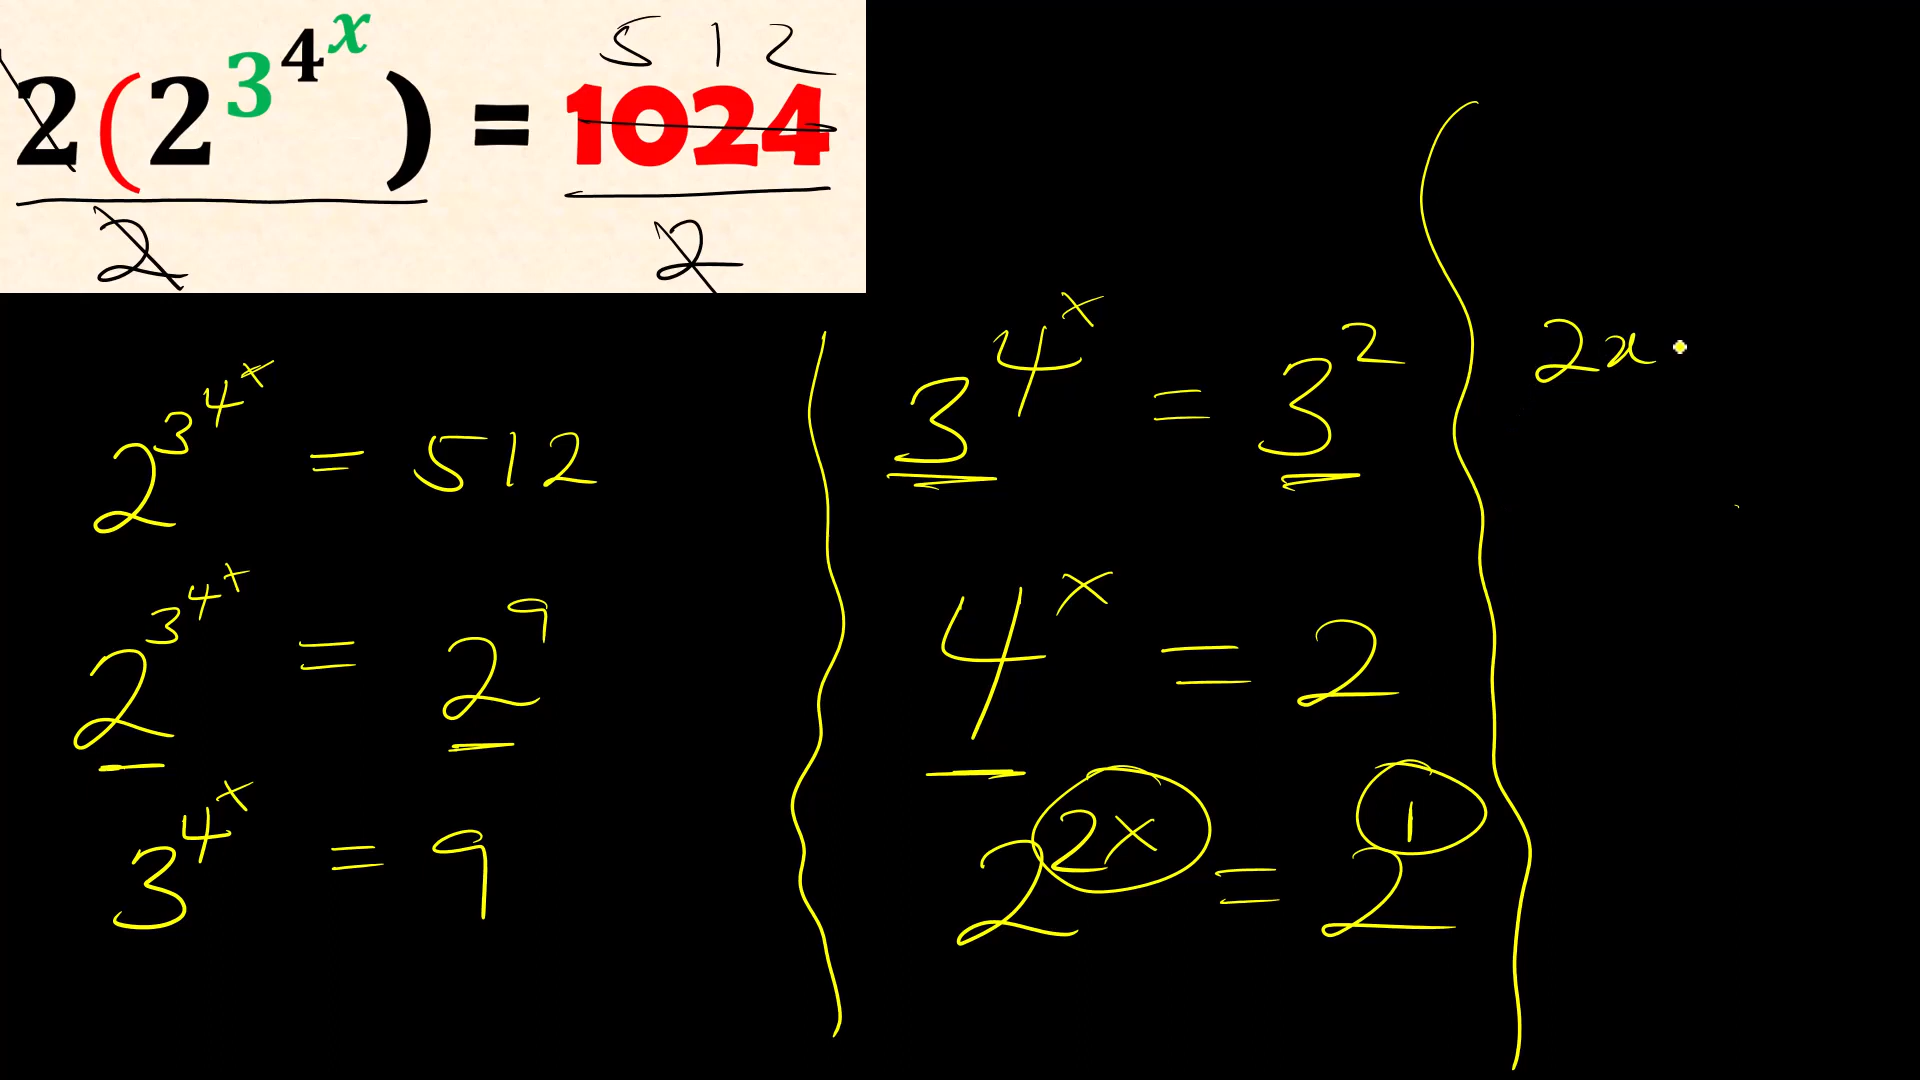 512
2(2^3^4^x) = 1024
2 2
2^3^4^x = 512
2^3^4^x = 2^9
3^4^x = 9
3^4^x = 3^2
4^x = 2
2^2x = 2^1
2x